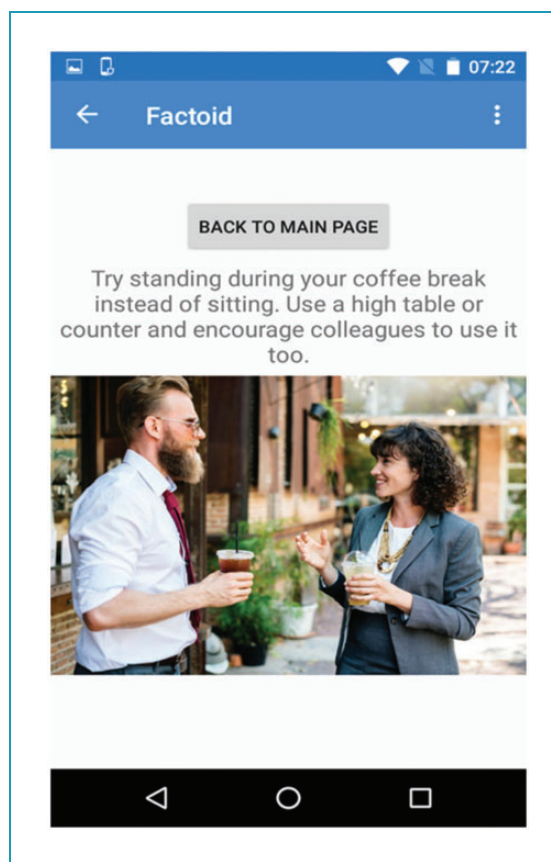 07:22
Factoid
BACK TO MAIN PAGE
Try standing during your coffee break
instead of sitting. Use a high table or
counter and encourage colleagues to use it
too.